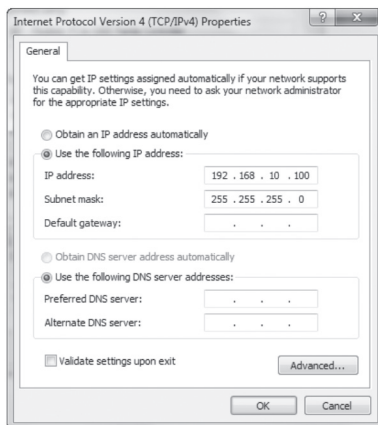 Internet Protocol Version 4 (TCP/IPv4) Properties
General
You can get IP settings assigned automatically if your network supports
this capability. Otherwise, you need to ask your network administrator
for the appropriate IP settings.
Obtain an IP address automatically
Use the following IP address:
IP address: 192 . 168 . 10 . 100
Subnet mask: 255 . 255 . 255 . 0
Default gateway: . . .
Obtain DNS server address automatically
Use the following DNS server addresses:
Preferred DNS server: . . .
Alternate DNS server: . . .
Validate settings upon exit
Advanced...
OK Cancel